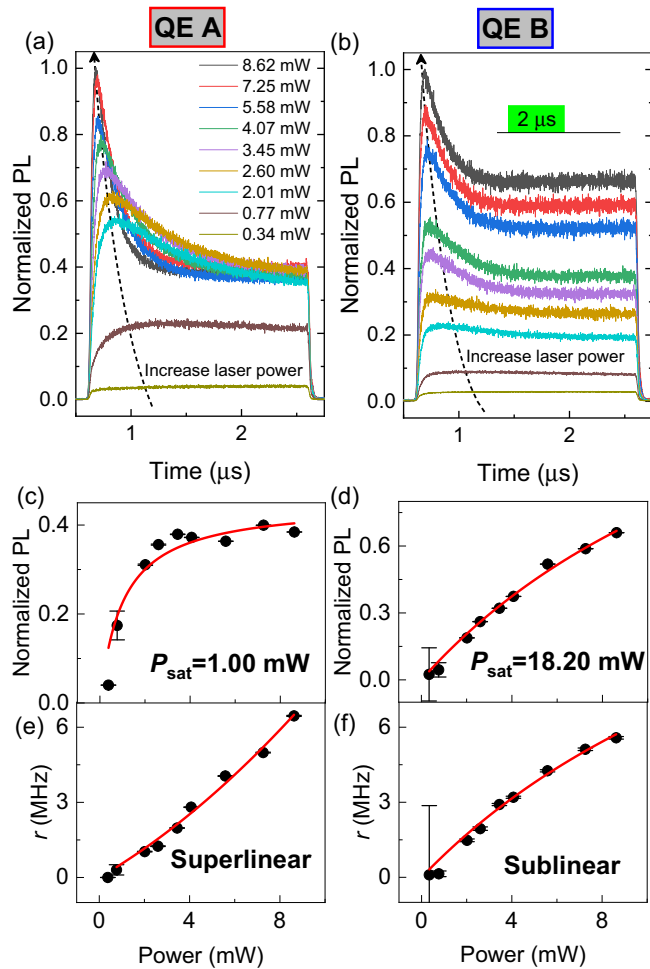 QE A
QE B
(a)
(b)
8.62 mW
7.25 mW
5.58 mW
4.07 mW
3.45 mW
2.60 mW
2.01 mW
0.77 mW
0.34 mW
2 μs
Increase laser power
Increase laser power
Normalized PL
Normalized PL
1.0
0.8
0.6
0.4
0.2
0.0
1.0
0.8
0.6
0.4
0.2
0.0
1
2
1
2
Time (μs)
Time (μs)
(c)
(d)
Normalized PL
Normalized PL
0.4
0.2
0.0
0.6
0.3
0.0
Psat=1.00 mW
Psat=18.20 mW
(e)
(f)
r (MHz)
r (MHz)
6
3
0
6
3
0
Superlinear
Sublinear
0
4
8
0
4
8
Power (mW)
Power (mW)